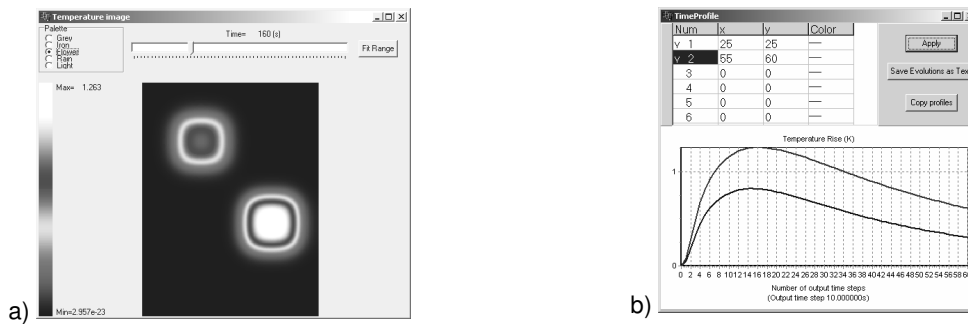 Temperature image
Palette
Grey
Iron
Flower
Rain
Light
Time= 160 (s)
Fit Range
Max= 1.263
Min=2.957e-23
a)
TimeProfile
Num x y Color
v 1 25 25
v 2 55 60
3 0 0
4 0 0
5 0 0
6 0 0
Apply
Save Evolutions as Tex
Copy profiles
Temperature Rise (K)
1
0
0 2 4 6 8 10 12 14 16 18 20 22 24 26 28 30 32 34 36 38 40 42 44 46 48 50 52 54 56 58 60
Number of output time steps
(Output time step 10.000000s)
b)